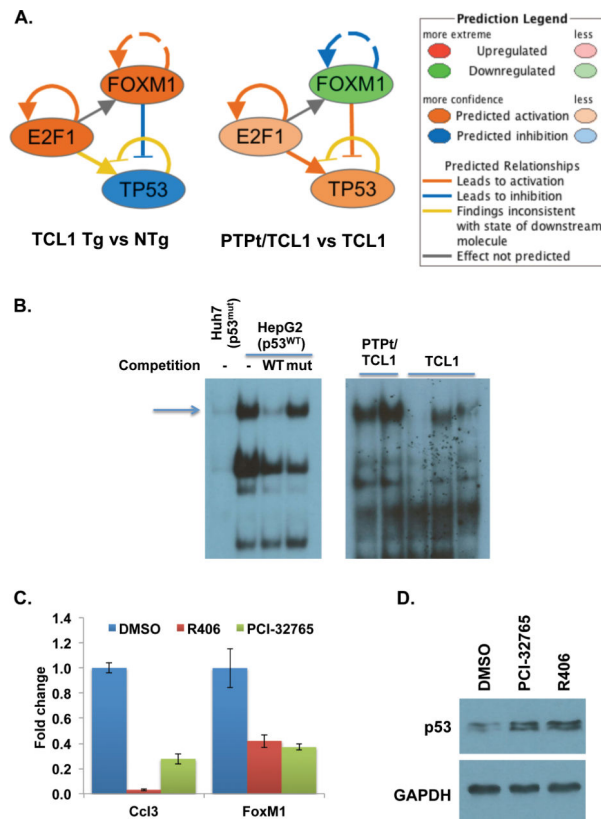 A.
FOXM1
E2F1
TP53
TCL1 Tg vs NTg
FOXM1
E2F1
TP53
PTPt/TCL1 vs TCL1
Prediction Legend
more extreme less
Upregulated
Downregulated
more confidence less
Predicted activation
Predicted inhibition
Predicted Relationships
Leads to activation
Leads to inhibition
Findings inconsistent
with state of downstream
molecule
Effect not predicted
B.
Huh7
(p53mut)
HepG2
(p53WT)
Competition - - WT mut
PTPt/
TCL1
TCL1
C.
DMSO R406 PCI-32765
Fold change
1.4
1.2
1.0
0.8
0.6
0.4
0.2
0.0
Ccl3 FoxM1
D.
DMSO
PCI-32765
R406
p53
GAPDH